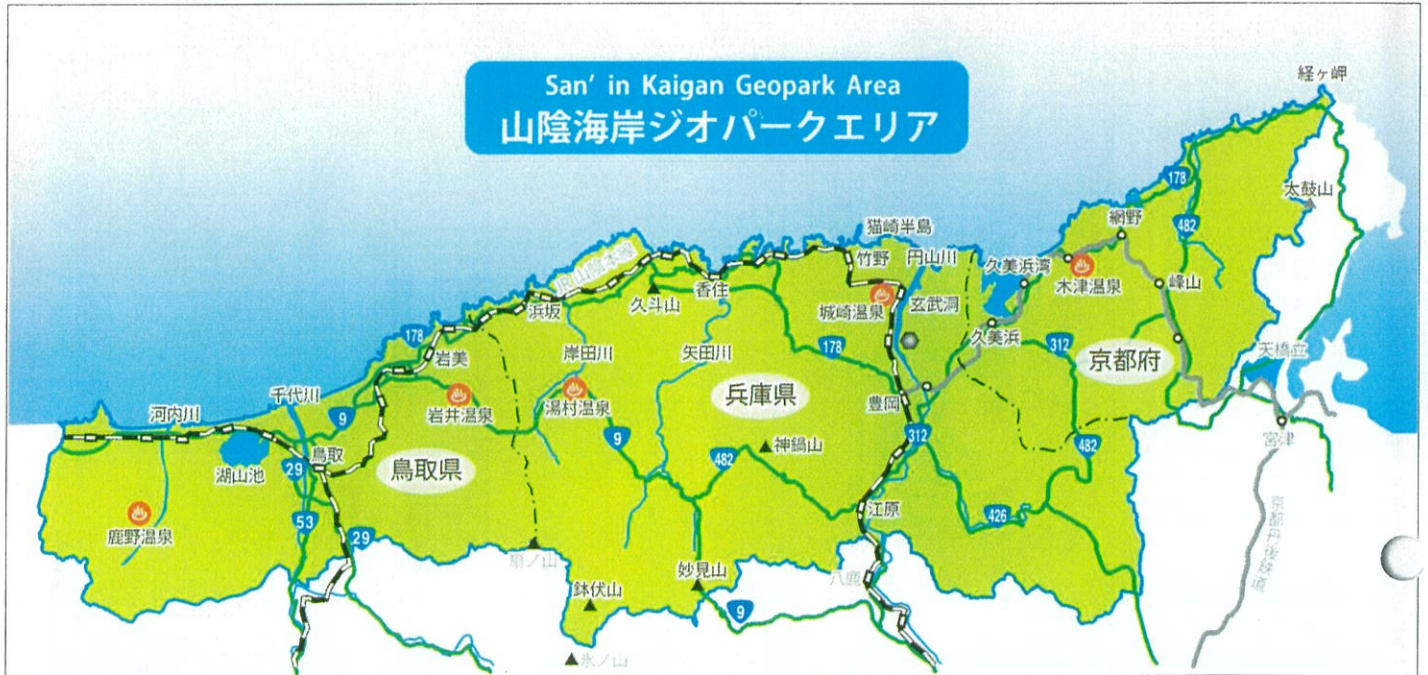 San' in Kaigan Geopark Area
山陰海岸ジオパークエリア
経ヶ岬
178
太鼓山
網野
482
猫崎半島
竹野
円山川
久美浜湾
木津温泉
峰山
JR山陰本線
久斗山
香住
城崎温泉
玄武洞
浜坂
久美浜
312
178
岩美
岸田川
矢田川
178
天橋立
京都府
兵庫県
千代川
河内川
9
岩井温泉
湯村温泉
豊岡
312
9
神鍋山
482
宮津
鳥取
湖山池
29
鳥取県
482
53
29
鹿野温泉
江原
426
扇ノ山
鉢伏山
妙見山
八鹿
9
氷ノ山
京都丹後鉄道